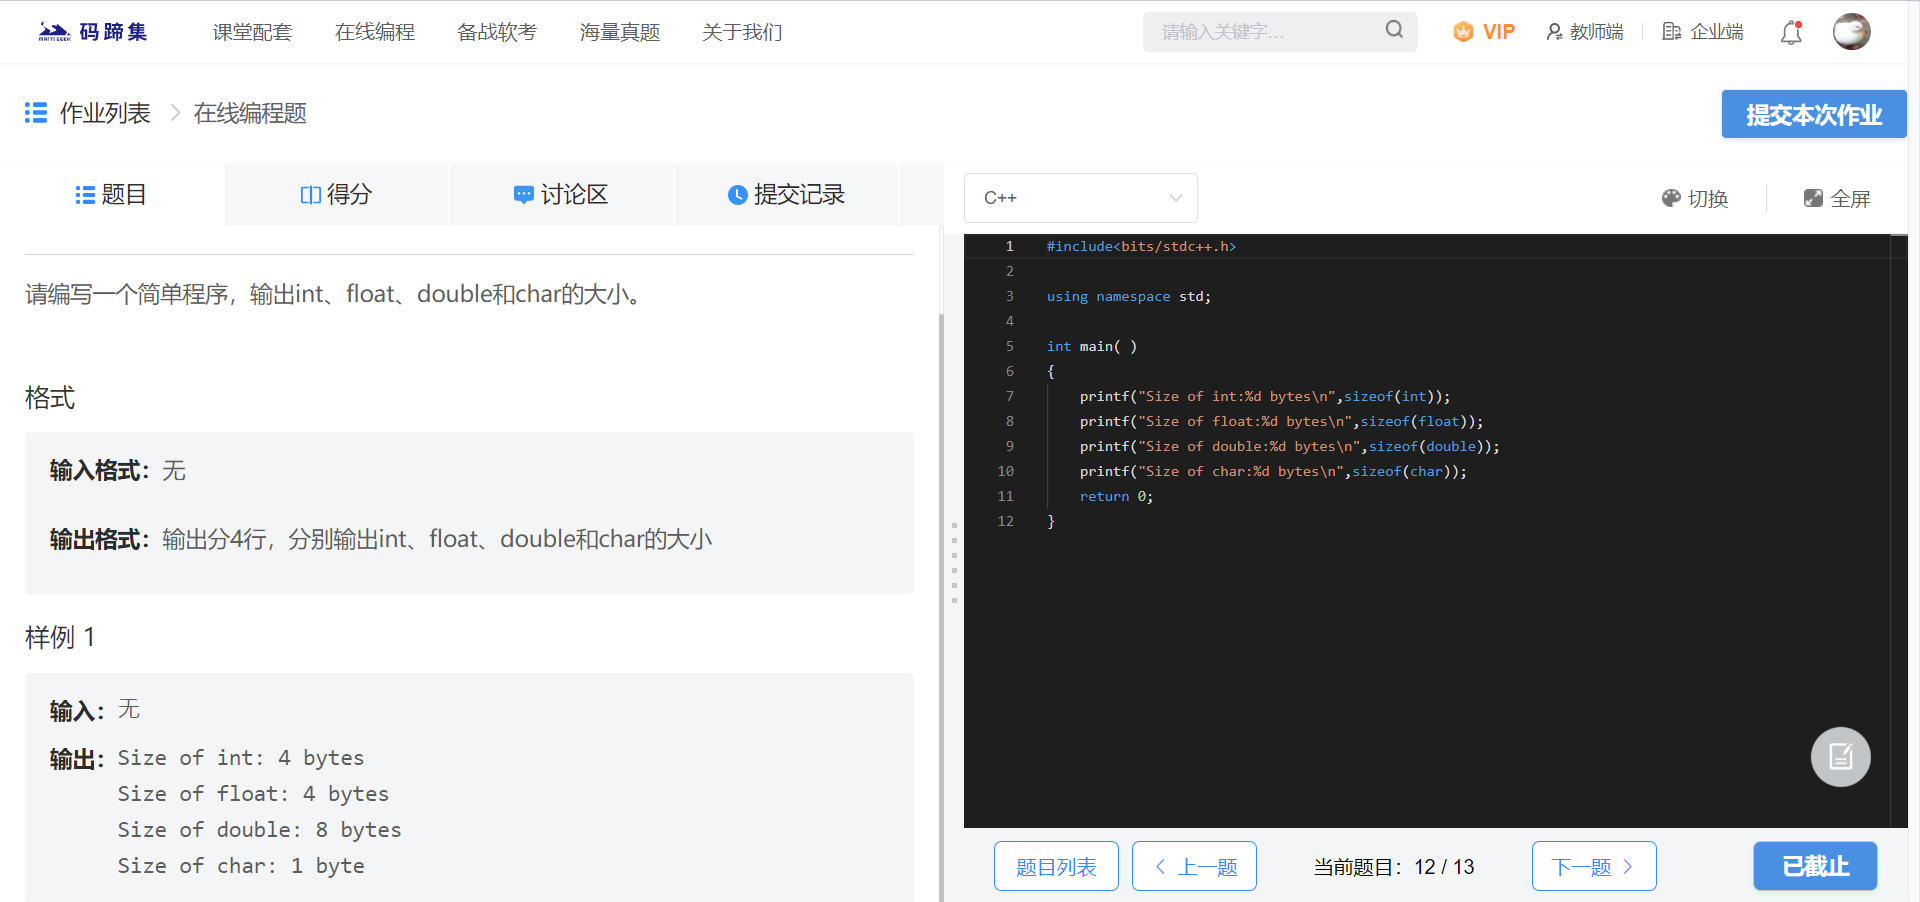 码蹄集 课堂配套 在线编程 备战软考 海量真题 关于我们 请输入关键字... VIP 教师端 企业端
MAITI GEEK
作业列表 > 在线编程题 提交本次作业
题目 得分 讨论区 提交记录
C++ 切换 全屏
请编写一个简单程序，输出int、float、double和char的大小。
格式
输入格式：无
输出格式：输出分4行，分别输出int、float、double和char的大小
样例 1
输入：无
输出：Size of int: 4 bytes
Size of float: 4 bytes
Size of double: 8 bytes
Size of char: 1 byte
1 #include<bits/stdc++.h>
2
3 using namespace std;
4
5 int main( )
6 {
7 printf("Size of int:%d bytes\n",sizeof(int));
8 printf("Size of float:%d bytes\n",sizeof(float));
9 printf("Size of double:%d bytes\n",sizeof(double));
10 printf("Size of char:%d bytes\n",sizeof(char));
11 return 0;
12 }
题目列表 < 上一题 当前题目：12 / 13 下一题 > 已截止